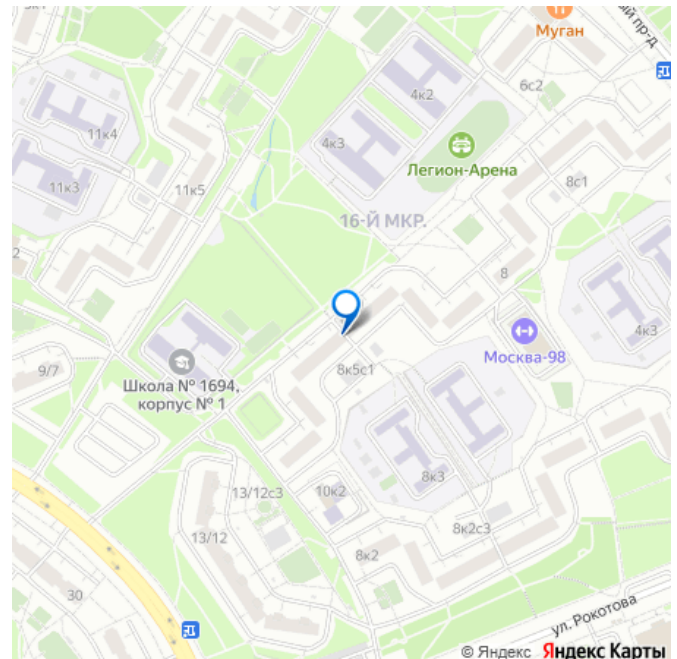 Муган
ый пр-д
6с2
4к2
11к4
4к3
Легион-Арена
11к3
11к5
8с1
16-Й МКР.
2
8
4к3
Москва-98
9/7
Школа № 1694,
корпус № 1
8к5с1
8к3
13/12с3
10к2
13/12
8к2с3
8к2
30
ул. Рокотова
© Яндекс Яндекс Карты